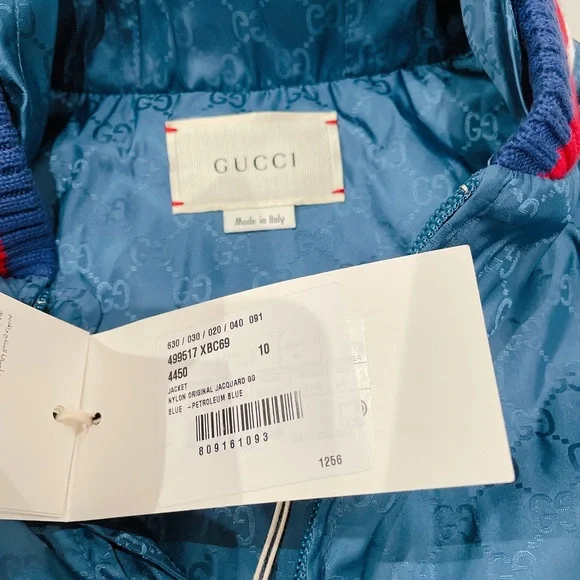 GUCCI
Made in Italy
630 / 030 / 020 / 040 091
499517 XBC69 10
4450
JACKET
NYLON ORIGINAL JACQUARD GG
BLUE -PETROLEUM BLUE
809161093
1256